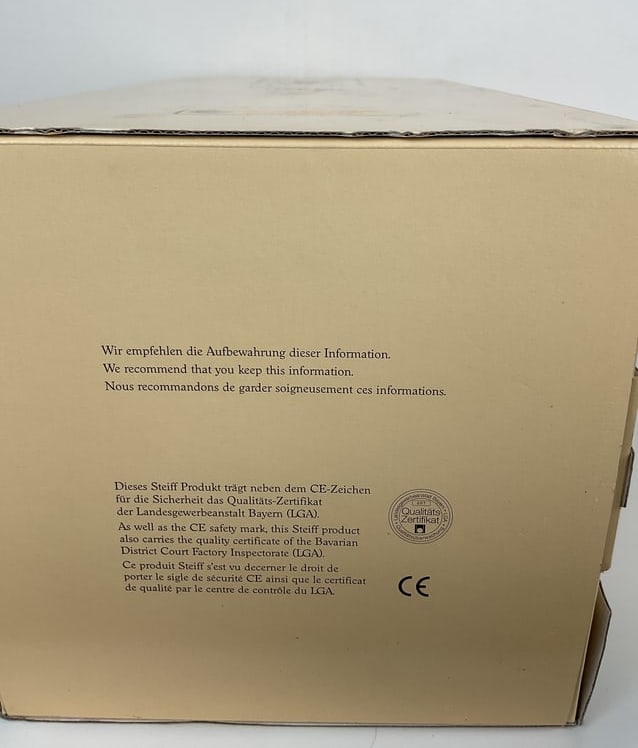 Wir empfehlen die Aufbewahrung dieser Information.
We recommend that you keep this information.
Nous recommandons de garder soigneusement ces informations.
Dieses Steiff Produkt trägt neben dem CE-Zeichen
für die Sicherheit das Qualitäts-Zertifikat
der Landesgewerbeanstalt Bayern (LGA).
As well as the CE safety mark, this Steiff product
also carries the quality certificate of the Bavarian
District Court Factory Inspectorate (LGA).
Ce produit Steiff s'est vu decerner le droit de
porter le sigle de sécurité CE ainsi que le certificat
de qualité par le centre de contrôle du LGA.
Landesgewerbeanstalt Bayern
Qualitäts
Zertifikat
CE